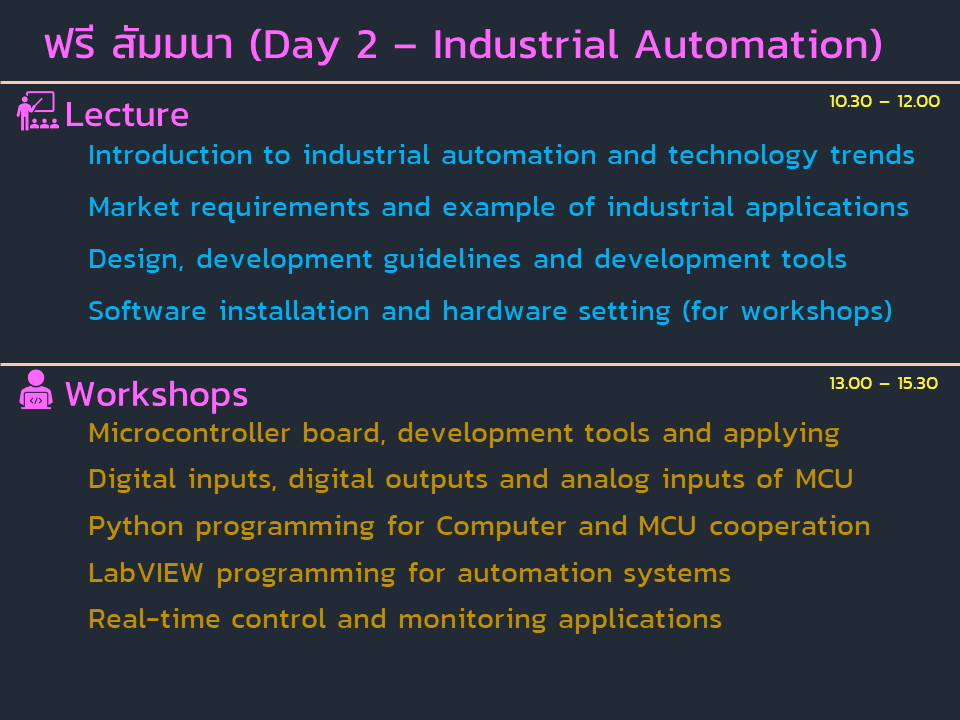 ฟรี สัมมนา (Day 2 – Industrial Automation)
Lecture
10.30 – 12.00
Introduction to industrial automation and technology trends
Market requirements and example of industrial applications
Design, development guidelines and development tools
Software installation and hardware setting (for workshops)
Workshops
13.00 – 15.30
Microcontroller board, development tools and applying
Digital inputs, digital outputs and analog inputs of MCU
Python programming for Computer and MCU cooperation
LabVIEW programming for automation systems
Real-time control and monitoring applications